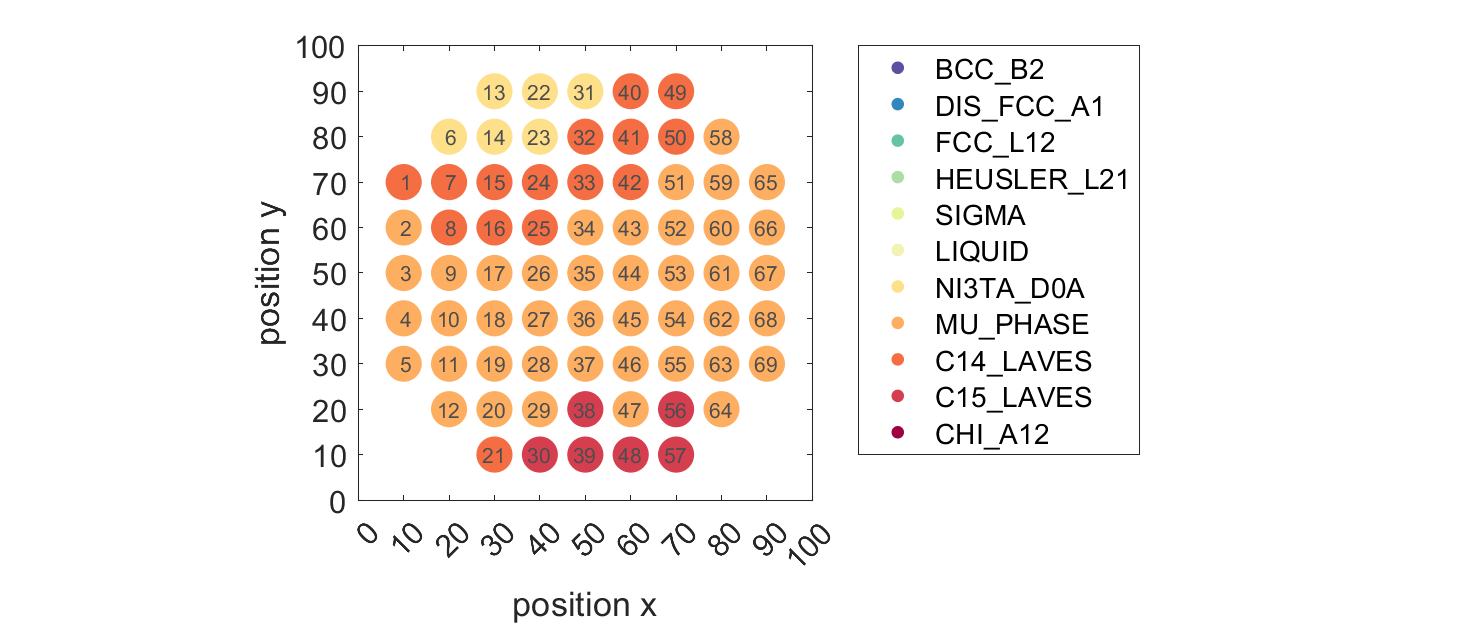 100
90
80
70
60
50
40
30
20
10
0
position y
13 22 31 40 49
6 14 23 32 41 50 58
1 7 15 24 33 42 51 59 65
2 8 16 25 34 43 52 60 66
3 9 17 26 35 44 53 61 67
4 10 18 27 36 45 54 62 68
5 11 19 28 37 46 55 63 69
12 20 29 38 47 56 64
21 30 39 48 57
0 10 20 30 40 50 60 70 80 90 100
position x
BCC_B2
DIS_FCC_A1
FCC_L12
HEUSLER_L21
SIGMA
LIQUID
NI3TA_D0A
MU_PHASE
C14_LAVES
C15_LAVES
CHI_A12